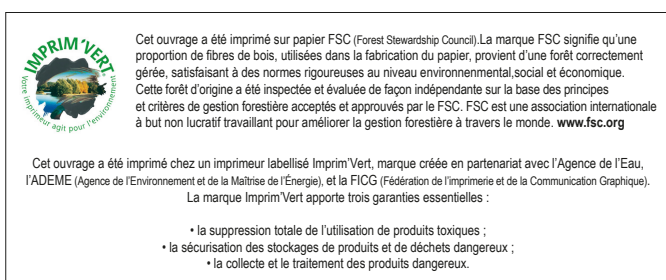 IMPRIM'VERT®
Votre imprimeur agit pour l'environnement
Cet ouvrage a été imprimé sur papier FSC (Forest Stewardship Council).La marque FSC signifie qu'une
proportion de fibres de bois, utilisées dans la fabrication du papier, provient d'une forêt correctement
gérée, satisfaisant à des normes rigoureuses au niveau environnenmental,social et économique.
Cette forêt d'origine a été inspectée et évaluée de façon indépendante sur la base des principes
et critères de gestion forestière acceptés et approuvés par le FSC. FSC est une association internationale
à but non lucratif travaillant pour améliorer la gestion forestière à travers le monde. www.fsc.org
Cet ouvrage a été imprimé chez un imprimeur labellisé Imprim'Vert, marque créée en partenariat avec l'Agence de l'Eau,
l'ADEME (Agence de l'Environnement et de la Maîtrise de l'Énergie), et la FICG (Fédération de l'imprimerie et de la Communication Graphique).
La marque Imprim'Vert apporte trois garanties essentielles :
• la suppression totale de l'utilisation de produits toxiques ;
• la sécurisation des stockages de produits et de déchets dangereux ;
• la collecte et le traitement des produits dangereux.